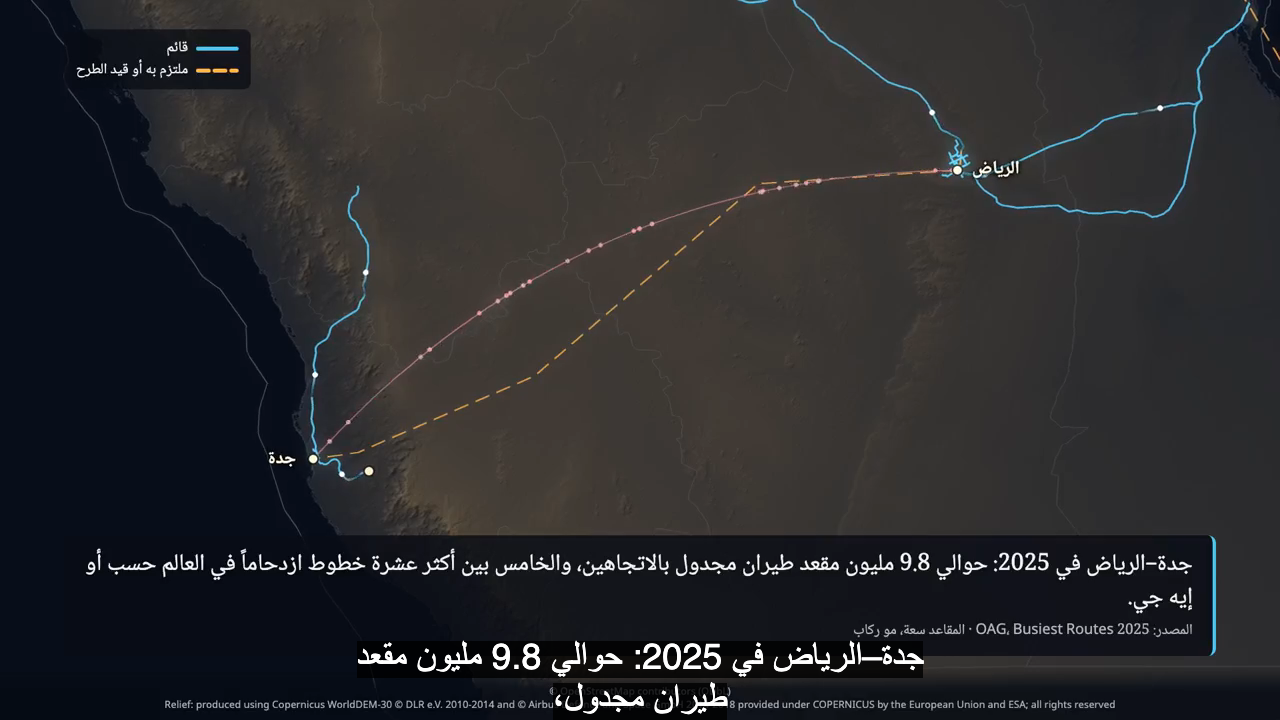 قائم
ملتزم به أو قيد الطرح
الرياض
جدة
جدة–الرياض في 2025: حوالي 9.8 مليون مقعد طيران مجدول بالاتجاهين، والخامس بين أكثر عشرة خطوط ازدحاماً في العالم حسب أو
إيه جي.
المصدر: OAG، Busiest Routes 2025 · المقاعد سعة، مو ركاب
جدة–الرياض في 2025: حوالي 9.8 مليون مقعد
طيران مجدول،
© OpenStreetMap contributors
Relief: produced using Copernicus WorldDEM-30 © DLR e.V. 2010-2014 and © Airbu 8 provided under COPERNICUS by the European Union and ESA; all rights reserved